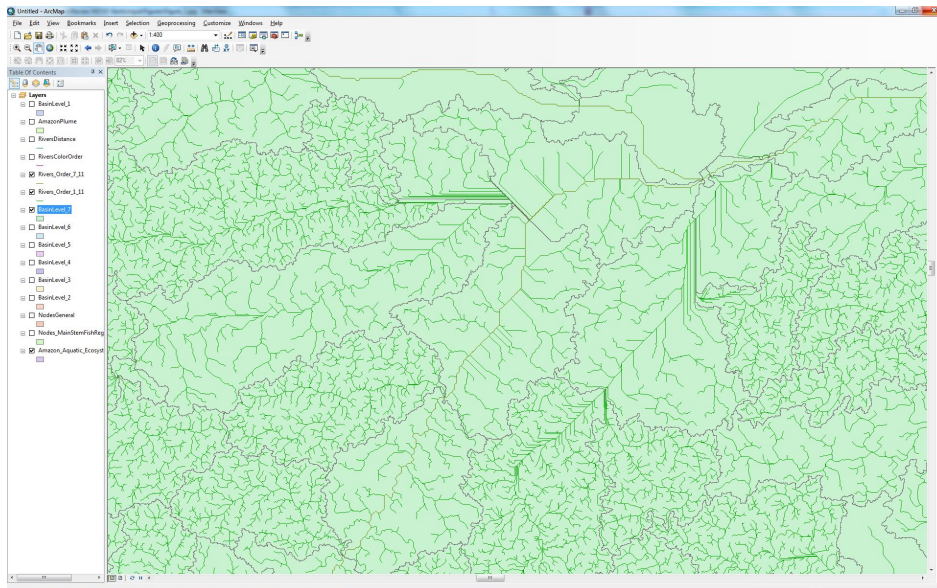 Untitled - ArcMap
File Edit View Bookmarks Insert Selection Geoprocessing Customize Windows Help
1:400
82%
Table Of Contents
Layers
BasinLevel_1
AmazonPlume
RiversDistance
RiversColorOrder
Rivers_Order_7_11
Rivers_Order_1_11
BasinLevel_7
BasinLevel_6
BasinLevel_5
BasinLevel_4
BasinLevel_3
BasinLevel_2
NodesGeneral
Nodes_MainStemFishReg
Amazon_Aquatic_Ecosyst